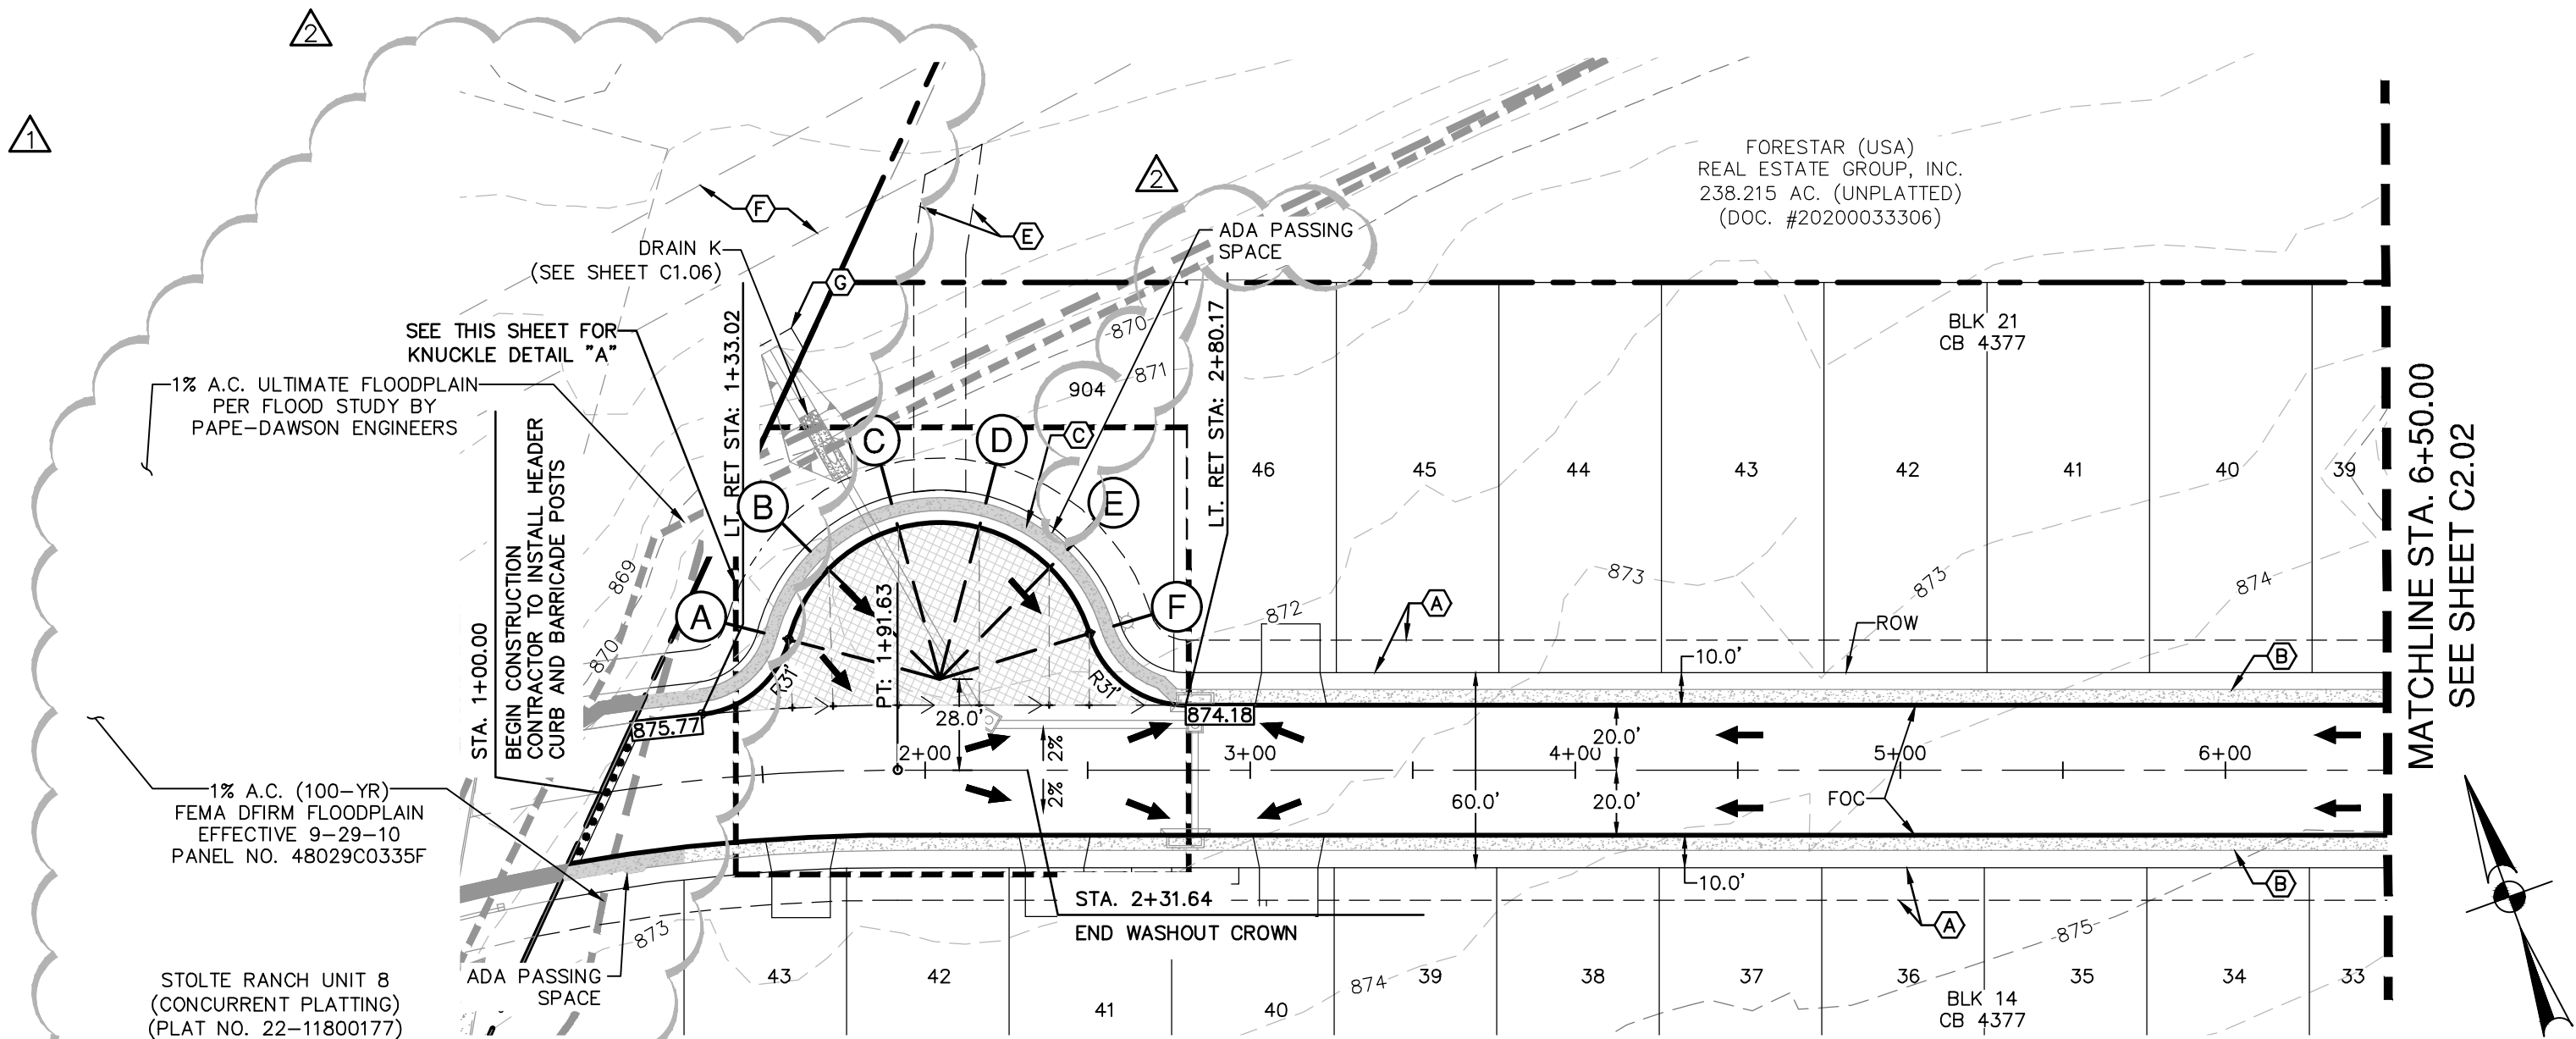 2
1
2
FORESTAR (USA)
REAL ESTATE GROUP, INC.
238.215 AC. (UNPLATTED)
(DOC. #20200033306)
F
E
ADA PASSING
SPACE
DRAIN K
(SEE SHEET C1.06)
G
SEE THIS SHEET FOR
KNUCKLE DETAIL "A"
1% A.C. ULTIMATE FLOODPLAIN
PER FLOOD STUDY BY
PAPE-DAWSON ENGINEERS
LT. RET STA: 1+33.02
LT. RET STA: 2+80.17
870
871
904
BLK 21
CB 4377
MATCHLINE STA. 6+50.00
SEE SHEET C2.02
STA. 1+00.00
BEGIN CONSTRUCTION
CONTRACTOR TO INSTALL HEADER
CURB AND BARRICADE POSTS
A
B
C
D
C
E
F
46
45
44
43
42
41
40
39
869
870
872
873
873
874
A
ROW
B
10.0'
R31'
R31'
PT: 1+91.63
28.0'
875.77
874.18
2%
2%
2+00
3+00
4+00
5+00
6+00
20.0'
20.0'
60.0'
FOC
10.0'
B
A
1% A.C. (100-YR)
FEMA DFIRM FLOODPLAIN
EFFECTIVE 9-29-10
PANEL NO. 48029C0335F
STA. 2+31.64
END WASHOUT CROWN
873
874
875
ADA PASSING
SPACE
STOLTE RANCH UNIT 8
(CONCURRENT PLATTING)
(PLAT NO. 22-11800177)
43
42
41
40
39
38
37
36
35
34
33
BLK 14
CB 4377